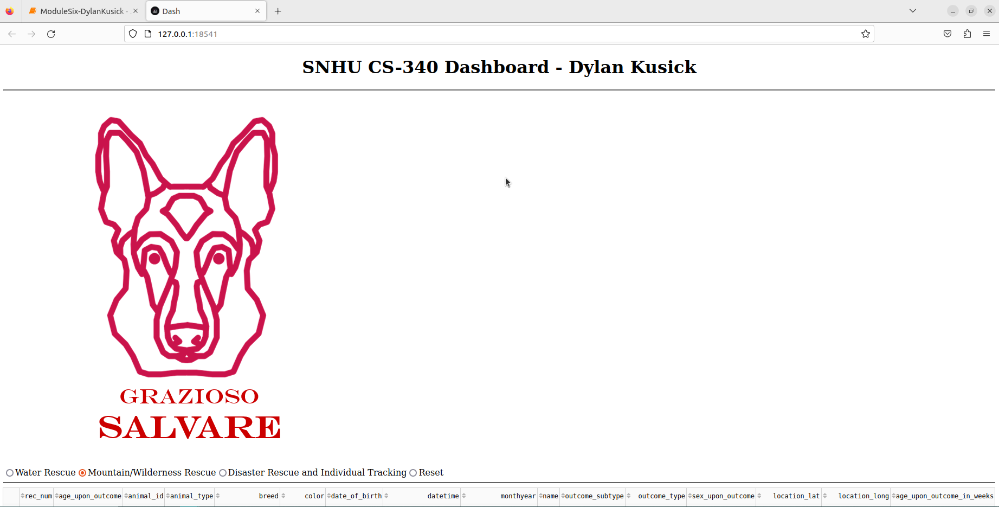 ModuleSix-DylanKusick -
Dash
127.0.0.1:18541
SNHU CS-340 Dashboard - Dylan Kusick
GRAZIOSO
SALVARE
Water Rescue Mountain/Wilderness Rescue Disaster Rescue and Individual Tracking Reset
rec_num age_upon_outcome animal_id animal_type breed color date_of_birth datetime monthyear name outcome_subtype outcome_type sex_upon_outcome location_lat location_long age_upon_outcome_in_weeks